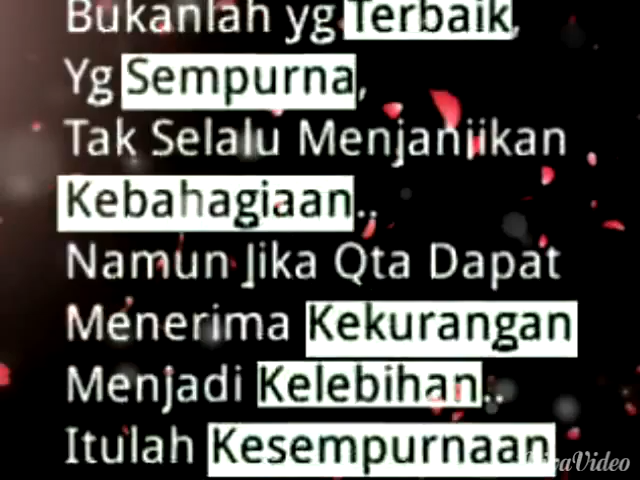 Bukanlah yg Terbaik,
Yg Sempurna,
Tak Selalu Menjanjikan
Kebahagiaan..
Namun Jika Qta Dapat
Menerima Kekurangan
Menjadi Kelebihan..
Itulah Kesempurnaan
VivaVideo